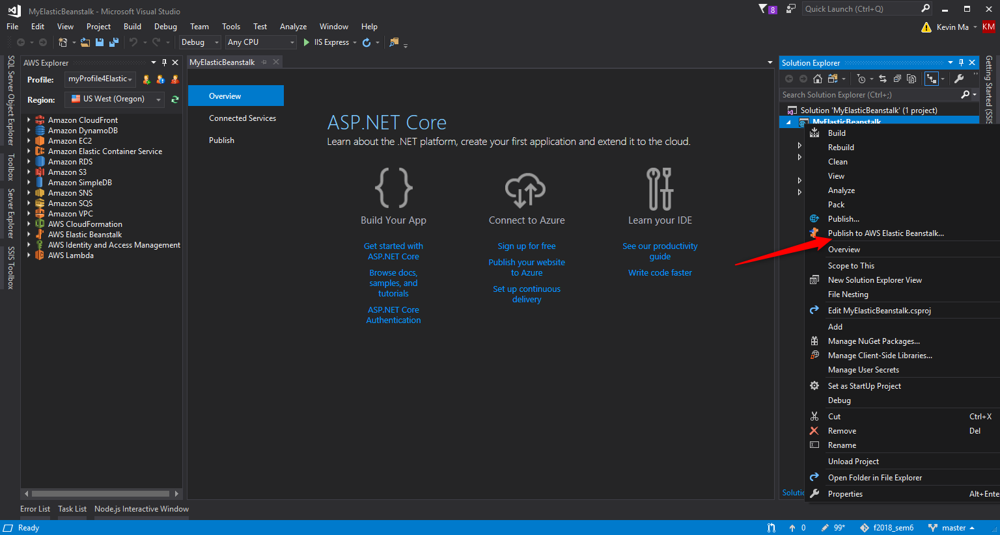 MyElasticBeanstalk - Microsoft Visual Studio
8
Quick Launch (Ctrl+Q)
File Edit View Project Build Debug Team Tools Test Analyze Window Help
Kevin Ma
KM
Debug
Any CPU
IIS Express
SQL Server Object Explorer
Toolbox
Server Explorer
SSIS Toolbox
AWS Explorer
Profile: myProfile4Elastic
Region: US West (Oregon)
Amazon CloudFront
Amazon DynamoDB
Amazon EC2
Amazon Elastic Container Service
Amazon RDS
Amazon S3
Amazon SimpleDB
Amazon SNS
Amazon SQS
Amazon VPC
AWS CloudFormation
AWS Elastic Beanstalk
AWS Identity and Access Management
AWS Lambda
MyElasticBeanstalk
Overview
Connected Services
Publish
ASP.NET Core
Learn about the .NET platform, create your first application and extend it to the cloud.
Build Your App
Get started with
ASP.NET Core
Browse docs,
samples, and
tutorials
ASP.NET Core
Authentication
Connect to Azure
Sign up for free
Publish your website
to Azure
Set up continuous
delivery
Learn your IDE
See our productivity
guide
Write code faster
Solution Explorer
Search Solution Explorer (Ctrl+;)
Solution 'MyElasticBeanstalk' (1 project)
MyElasticBeanstalk
Build
Rebuild
Clean
View
Analyze
Pack
Publish...
Publish to AWS Elastic Beanstalk...
Overview
Scope to This
New Solution Explorer View
File Nesting
Edit MyElasticBeanstalk.csproj
Add
Manage NuGet Packages...
Manage Client-Side Libraries...
Manage User Secrets
Set as StartUp Project
Debug
Cut Ctrl+X
Remove Del
Rename
Unload Project
Open Folder in File Explorer
Properties Alt+Ente
Solutio
Getting Started (SSIS
Error List Task List Node.js Interactive Window
Ready
0
99*
f2018_sem6
master